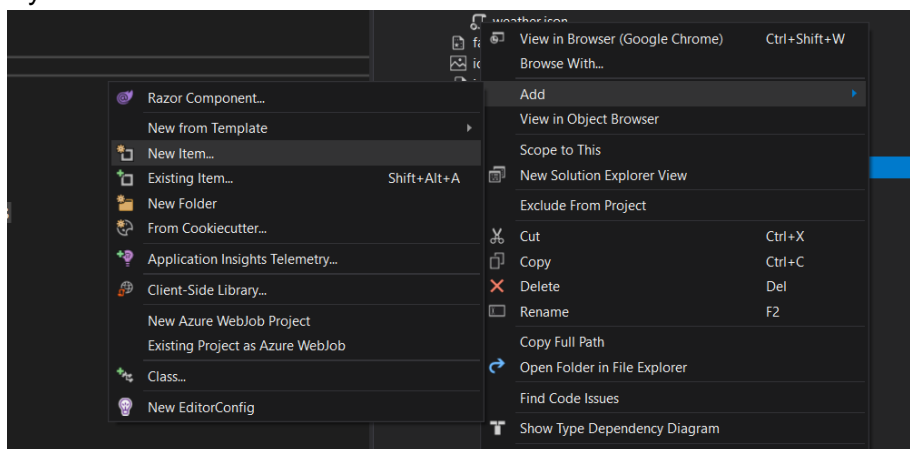 weather.json
View in Browser (Google Chrome) Ctrl+Shift+W
Browse With...
Add
View in Object Browser
Scope to This
New Solution Explorer View
Exclude From Project
Cut Ctrl+X
Copy Ctrl+C
Delete Del
Rename F2
Copy Full Path
Open Folder in File Explorer
Find Code Issues
Show Type Dependency Diagram
Razor Component...
New from Template
New Item...
Existing Item... Shift+Alt+A
New Folder
From Cookiecutter...
Application Insights Telemetry...
Client-Side Library...
New Azure WebJob Project
Existing Project as Azure WebJob
Class...
New EditorConfig